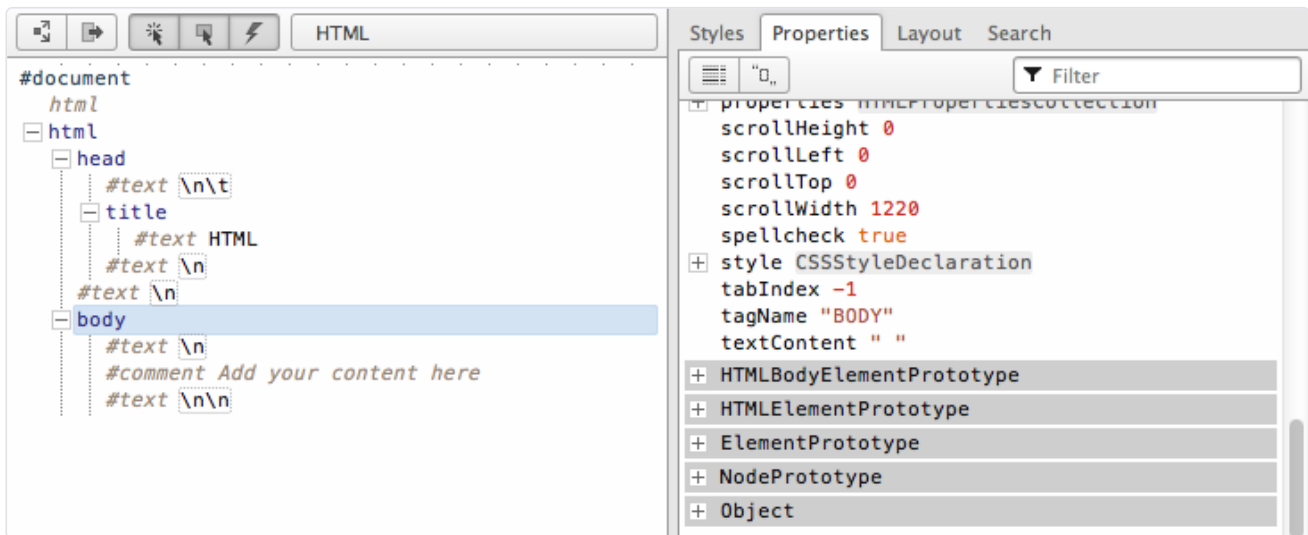 HTML
#document
html
html
head
#text \n\t
title
#text HTML
#text \n
#text \n
body
#text \n
#comment Add your content here
#text \n\n
Styles Properties Layout Search
Filter
properties HTMLPropertiesCollection
scrollHeight 0
scrollLeft 0
scrollTop 0
scrollWidth 1220
spellcheck true
style CSSStyleDeclaration
tabIndex -1
tagName "BODY"
textContent " "
HTMLBodyElementPrototype
HTMLElementPrototype
ElementPrototype
NodePrototype
Object